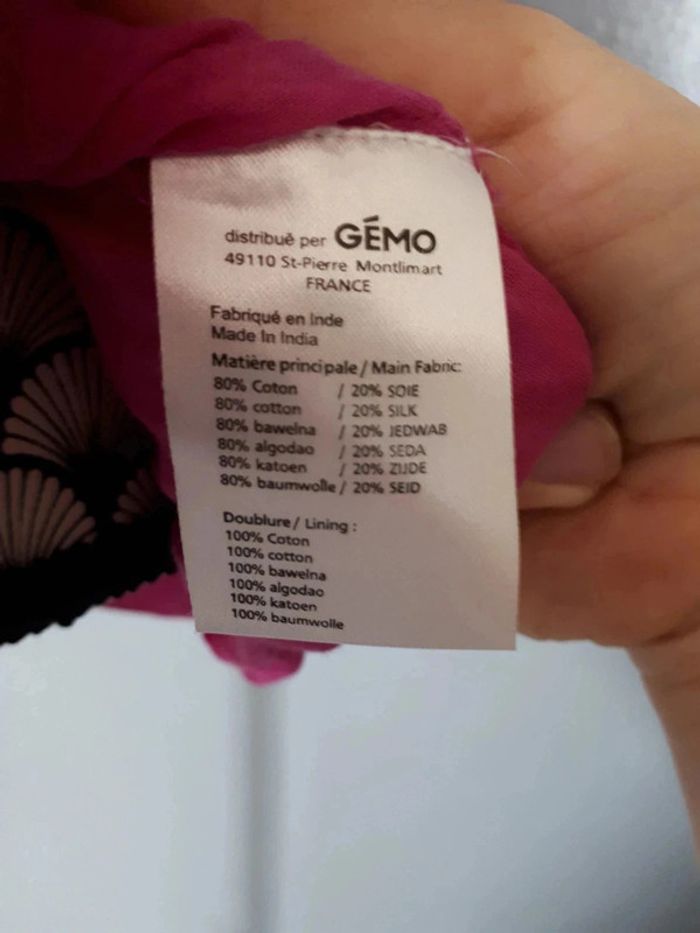 distribuĕ per GÉMO
49110 St-Pierre Montlimart
FRANCE
Fabriqué en Inde
Made In India
Matière principale / Main Fabric:
80% Coton / 20% SOIE
80% cotton / 20% SILK
80% bawełna / 20% JEDWAB
80% algodao / 20% SEDA
80% katoen / 20% ZIJDE
80% baumwolle / 20% SEID
Doublure / Lining :
100% Coton
100% cotton
100% bawełna
100% algodao
100% katoen
100% baumwolle